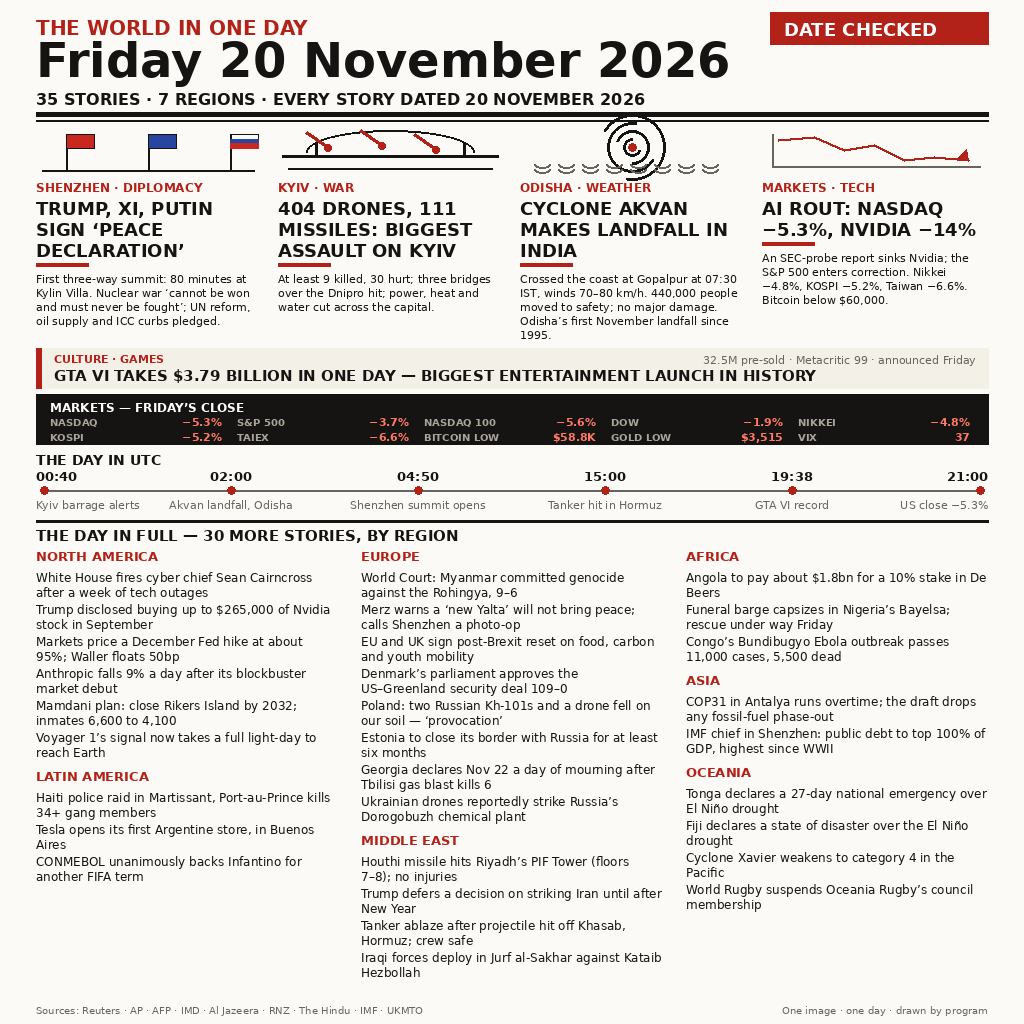 THE WORLD IN ONE DAY
DATE CHECKED
Friday 20 November 2026
35 STORIES · 7 REGIONS · EVERY STORY DATED 20 NOVEMBER 2026
SHENZHEN · DIPLOMACY
TRUMP, XI, PUTIN
SIGN ‘PEACE
DECLARATION’
First three-way summit: 80 minutes at
Kylin Villa. Nuclear war ‘cannot be won
and must never be fought’; UN reform,
oil supply and ICC curbs pledged.
KYIV · WAR
404 DRONES, 111
MISSILES: BIGGEST
ASSAULT ON KYIV
At least 9 killed, 30 hurt; three bridges
over the Dnipro hit; power, heat and
water cut across the capital.
ODISHA · WEATHER
CYCLONE AKVAN
MAKES LANDFALL IN
INDIA
Crossed the coast at Gopalpur at 07:30
IST, winds 70–80 km/h. 440,000 people
moved to safety; no major damage.
Odisha’s first November landfall since
1995.
MARKETS · TECH
AI ROUT: NASDAQ
−5.3%, NVIDIA −14%
An SEC-probe report sinks Nvidia; the
S&P 500 enters correction. Nikkei
−4.8%, KOSPI −5.2%, Taiwan −6.6%.
Bitcoin below $60,000.
CULTURE · GAMES
32.5M pre-sold · Metacritic 99 · announced Friday
GTA VI TAKES $3.79 BILLION IN ONE DAY — BIGGEST ENTERTAINMENT LAUNCH IN HISTORY
MARKETS — FRIDAY’S CLOSE
NASDAQ −5.3% S&P 500 −3.7% NASDAQ 100 −5.6% DOW −1.9% NIKKEI −4.8%
KOSPI −5.2% TAIEX −6.6% BITCOIN LOW $58.8K GOLD LOW $3,515 VIX 37
THE DAY IN UTC
00:40 02:00 04:50 15:00 19:38 21:00
Kyiv barrage alerts Akvan landfall, Odisha Shenzhen summit opens Tanker hit in Hormuz GTA VI record US close −5.3%
THE DAY IN FULL — 30 MORE STORIES, BY REGION
NORTH AMERICA
White House fires cyber chief Sean Cairncross
after a week of tech outages
Trump disclosed buying up to $265,000 of Nvidia
stock in September
Markets price a December Fed hike at about
95%; Waller floats 50bp
Anthropic falls 9% a day after its blockbuster
market debut
Mamdani plan: close Rikers Island by 2032;
inmates 6,600 to 4,100
Voyager 1’s signal now takes a full light-day to
reach Earth
LATIN AMERICA
Haiti police raid in Martissant, Port-au-Prince kills
34+ gang members
Tesla opens its first Argentine store, in Buenos
Aires
CONMEBOL unanimously backs Infantino for
another FIFA term
EUROPE
World Court: Myanmar committed genocide
against the Rohingya, 9–6
Merz warns a ‘new Yalta’ will not bring peace;
calls Shenzhen a photo-op
EU and UK sign post-Brexit reset on food, carbon
and youth mobility
Denmark’s parliament approves the
US–Greenland security deal 109–0
Poland: two Russian Kh-101s and a drone fell on
our soil — ‘provocation’
Estonia to close its border with Russia for at least
six months
Georgia declares Nov 22 a day of mourning after
Tbilisi gas blast kills 6
Ukrainian drones reportedly strike Russia’s
Dorogobuzh chemical plant
MIDDLE EAST
Houthi missile hits Riyadh’s PIF Tower (floors
7–8); no injuries
Trump defers a decision on striking Iran until after
New Year
Tanker ablaze after projectile hit off Khasab,
Hormuz; crew safe
Iraqi forces deploy in Jurf al-Sakhar against Kataib
Hezbollah
AFRICA
Angola to pay about $1.8bn for a 10% stake in De
Beers
Funeral barge capsizes in Nigeria’s Bayelsa;
rescue under way Friday
Congo’s Bundibugyo Ebola outbreak passes
11,000 cases, 5,500 dead
ASIA
COP31 in Antalya runs overtime; the draft drops
any fossil-fuel phase-out
IMF chief in Shenzhen: public debt to top 100% of
GDP, highest since WWII
OCEANIA
Tonga declares a 27-day national emergency over
El Niño drought
Fiji declares a state of disaster over the El Niño
drought
Cyclone Xavier weakens to category 4 in the
Pacific
World Rugby suspends Oceania Rugby’s council
membership
Sources: Reuters · AP · AFP · IMD · Al Jazeera · RNZ · The Hindu · IMF · UKMTO
One image · one day · drawn by program